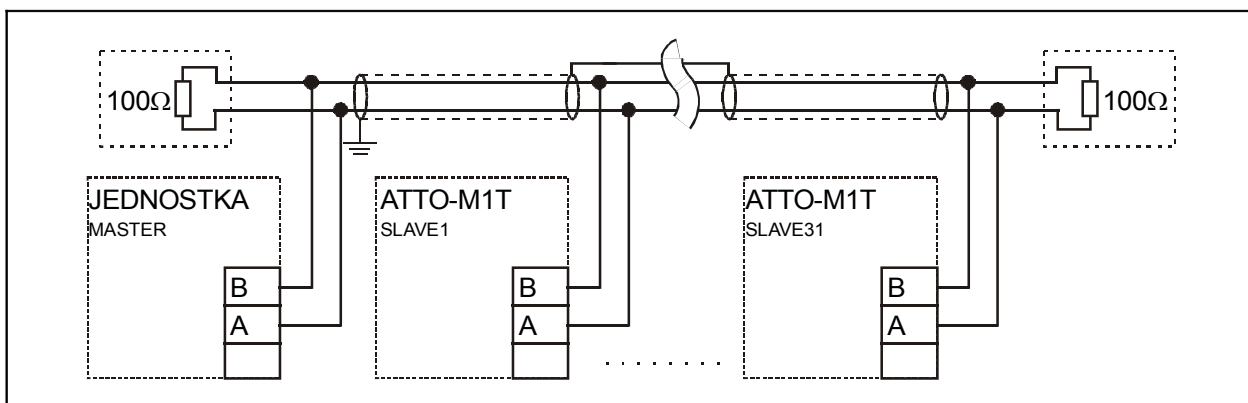 100Ω
100Ω
JEDNOSTKA
MASTER
B
A
ATTO-M1T
SLAVE1
B
A
. . . . . . . .
ATTO-M1T
SLAVE31
B
A